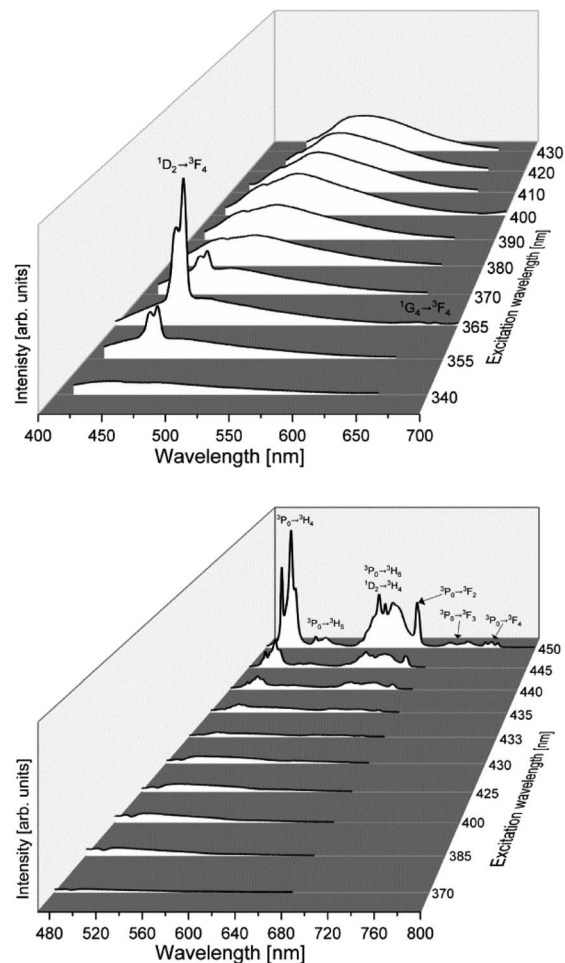 ¹D₂→³F₄
430
420
410
400
390
380
370
¹G₄→³F₄
365
355
340
Excitation wavelength [nm]
Intenisty [arb. units]
400 450 500 550 600 650 700
Wavelength [nm]
³P₀→³H₄
³P₀→³H₆
¹D₂→³H₄
³P₀→³F₂
³P₀→³H₅
³P₀→³F₃
³P₀→³F₄
450
445
440
435
433
430
425
400
385
370
Excitation wavelength [nm]
Intensity [arb. units]
480 520 560 600 640 680 720 760 800
Wavelength [nm]